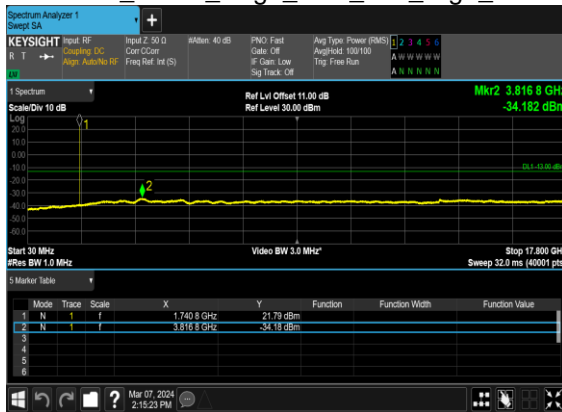 Spectrum Analyzer 1
Swept SA
KEYSIGHT Input: RF Input Z: 50 Ω #Atten: 40 dB PNO: Fast Avg Type: Power (RMS) 1 2 3 4 5 6
R T Coupling: DC Corr CCorr Gate: Off Avg|Hold: 100/100 A W W W W W
Align: Auto/No RF Freq Ref: Int (S) IF Gain: Low Trig: Free Run
Sig Track: Off A N N N N N
1 Spectrum Ref Lvl Offset 11.00 dB Mkr2 3.816 8 GHz
Scale/Div 10 dB Ref Level 30.00 dBm -34.182 dBm
Log
20.0
10.0
0.00
-10.0
-20.0
-30.0
-40.0
-50.0
-60.0
1
2
DL1 -13.00 dBm
Start 30 MHz Video BW 3.0 MHz* Stop 17.800 GHz
#Res BW 1.0 MHz Sweep 32.0 ms (40001 pts)
5 Marker Table
Mode Trace Scale X Y Function Function Width Function Value
1 N 1 f 1.740 8 GHz 21.79 dBm
2 N 1 f 3.816 8 GHz -34.18 dBm
3
4
5
6
Mar 07, 2024
2:15:23 PM